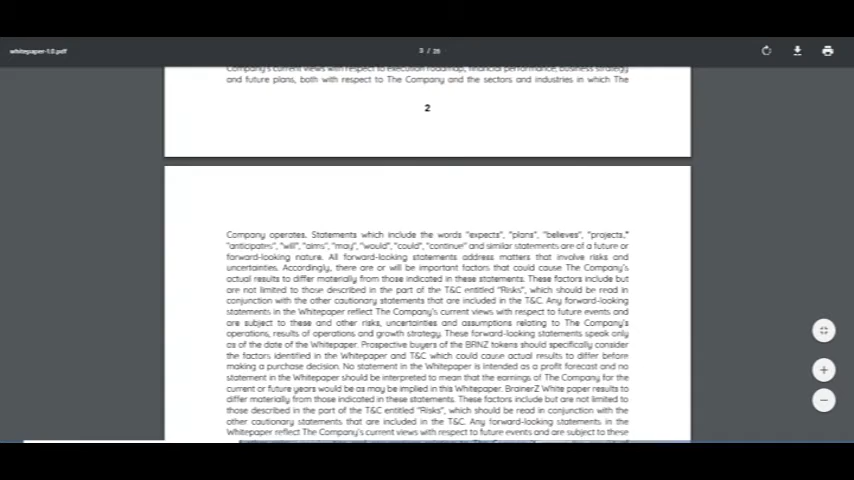 whitepaper-1.0.pdf
3 / 25
Company's current views with respect to execution roadmap, financial performance, business strategy
and future plans, both with respect to The Company and the sectors and industries in which The
2
Company operates. Statements which include the words "expects", "plans", "believes", "projects,"
"anticipates", "will", "aims", "may", "would", "could", "continue" and similar statements are of a future or
forward-looking nature. All forward-looking statements address matters that involve risks and
uncertainties. Accordingly, there are or will be important factors that could cause The Company's
actual results to differ materially from those indicated in these statements. These factors include but
are not limited to those described in the part of the T&C entitled "Risks", which should be read in
conjunction with the other cautionary statements that are included in the T&C. Any forward-looking
statements in the Whitepaper reflect The Company's current views with respect to future events and
are subject to these and other risks, uncertainties and assumptions relating to The Company's
operations, results of operations and growth strategy. These forward-looking statements speak only
as of the date of the Whitepaper. Prospective buyers of the BRNZ tokens should specifically consider
the factors identified in the Whitepaper and T&C which could cause actual results to differ before
making a purchase decision. No statement in the Whitepaper is intended as a profit forecast and no
statement in the Whitepaper should be interpreted to mean that the earnings of The Company for the
current or future years would be as may be implied in this Whitepaper. BrainerZ White paper results to
differ materially from those indicated in these statements. These factors include but are not limited to
those described in the part of the T&C entitled "Risks", which should be read in conjunction with the
other cautionary statements that are included in the T&C. Any forward-looking statements in the
Whitepaper reflect The Company's current views with respect to future events and are subject to these